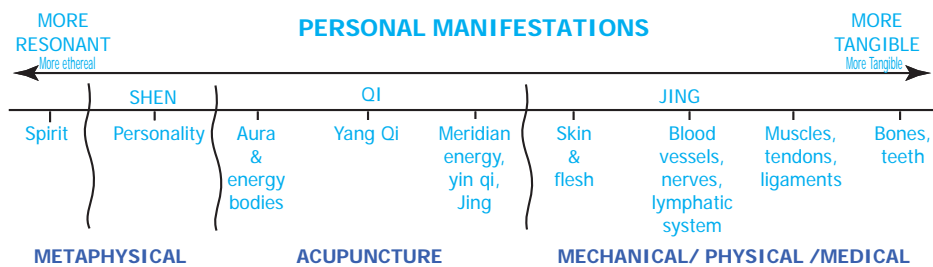 MORE
RESONANT
More ethereal
PERSONAL MANIFESTATIONS
MORE
TANGIBLE
More Tangible
SHEN
QI
JING
Spirit
Personality
Aura
&
energy
bodies
Yang Qi
Meridian
energy,
yin qi,
Jing
Skin
&
flesh
Blood
vessels,
nerves,
lymphatic
system
Muscles,
tendons,
ligaments
Bones,
teeth
METAPHYSICAL
ACUPUNCTURE
MECHANICAL/ PHYSICAL /MEDICAL